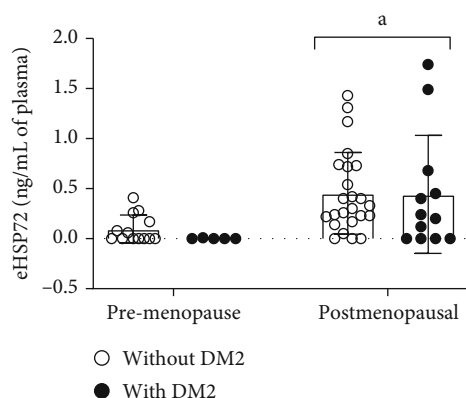 a
eHSP72 (ng/mL of plasma)
2.0
1.5
1.0
0.5
0.0
−0.5
Pre-menopause
Postmenopausal
Without DM2
With DM2